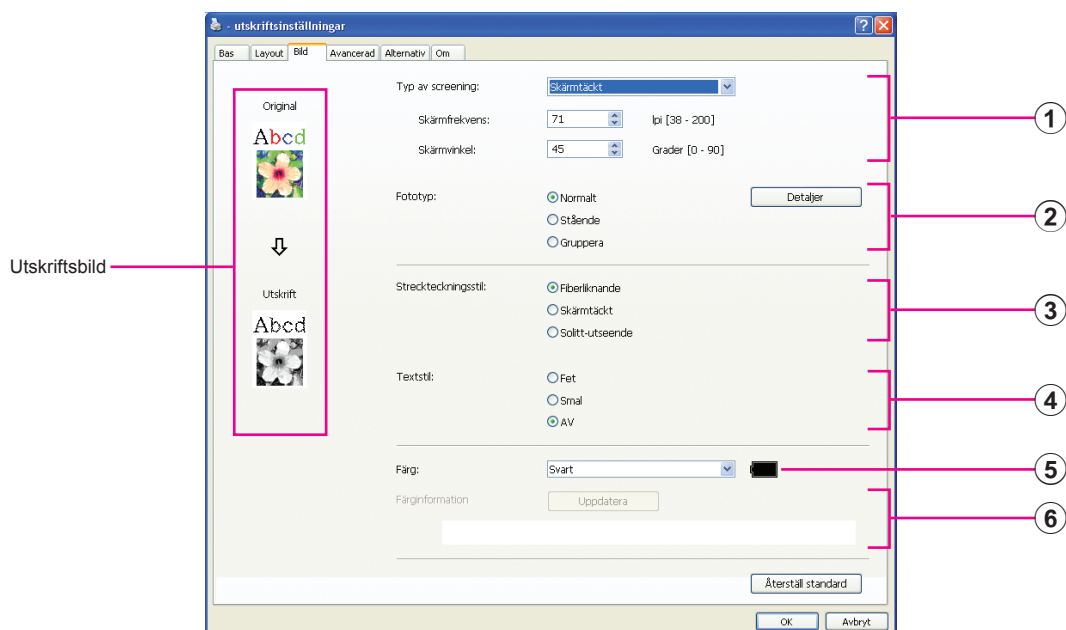 - utskriftsinställningar
Bas Layout Bild Avancerad Alternativ Om
Original
Abcd
Utskrift
Abcd
Utskriftsbild
Typ av screening: Skärmtäckt
Skärmfrekvens: 71 lpi [38 - 200]
Skärmvinkel: 45 Grader [0 - 90]
1
Fototyp: Normalt Detaljer
Stående
Gruppera
2
Streckteckningsstil: Fiberliknande
Skärmtäckt
Solitt-utseende
3
Textstil: Fet
Smal
AV
4
Färg: Svart
5
Färginformation Uppdatera
6
Återställ standard
OK Avbryt